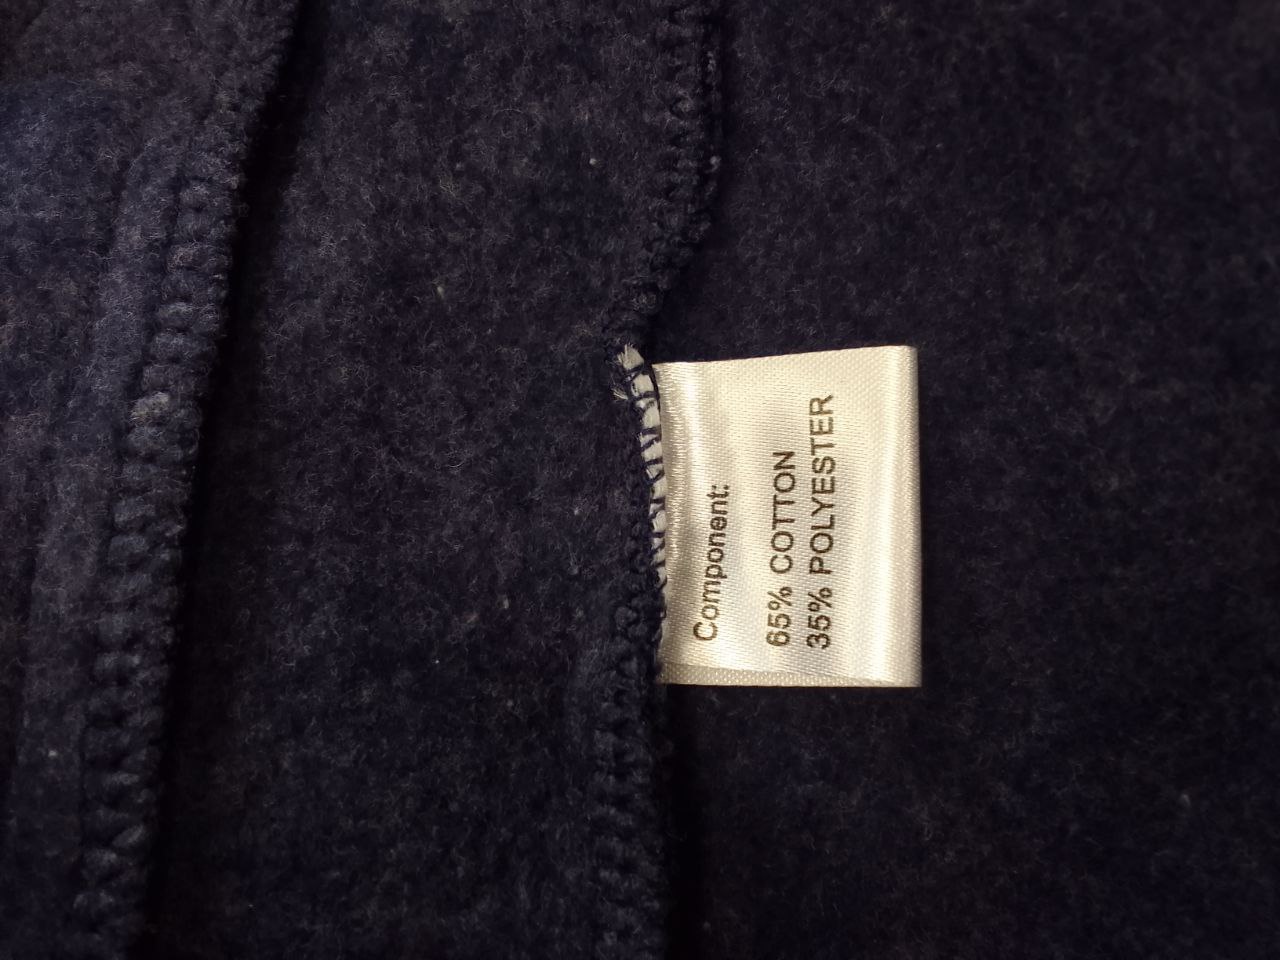 Component:
65% COTTON
35% POLYESTER